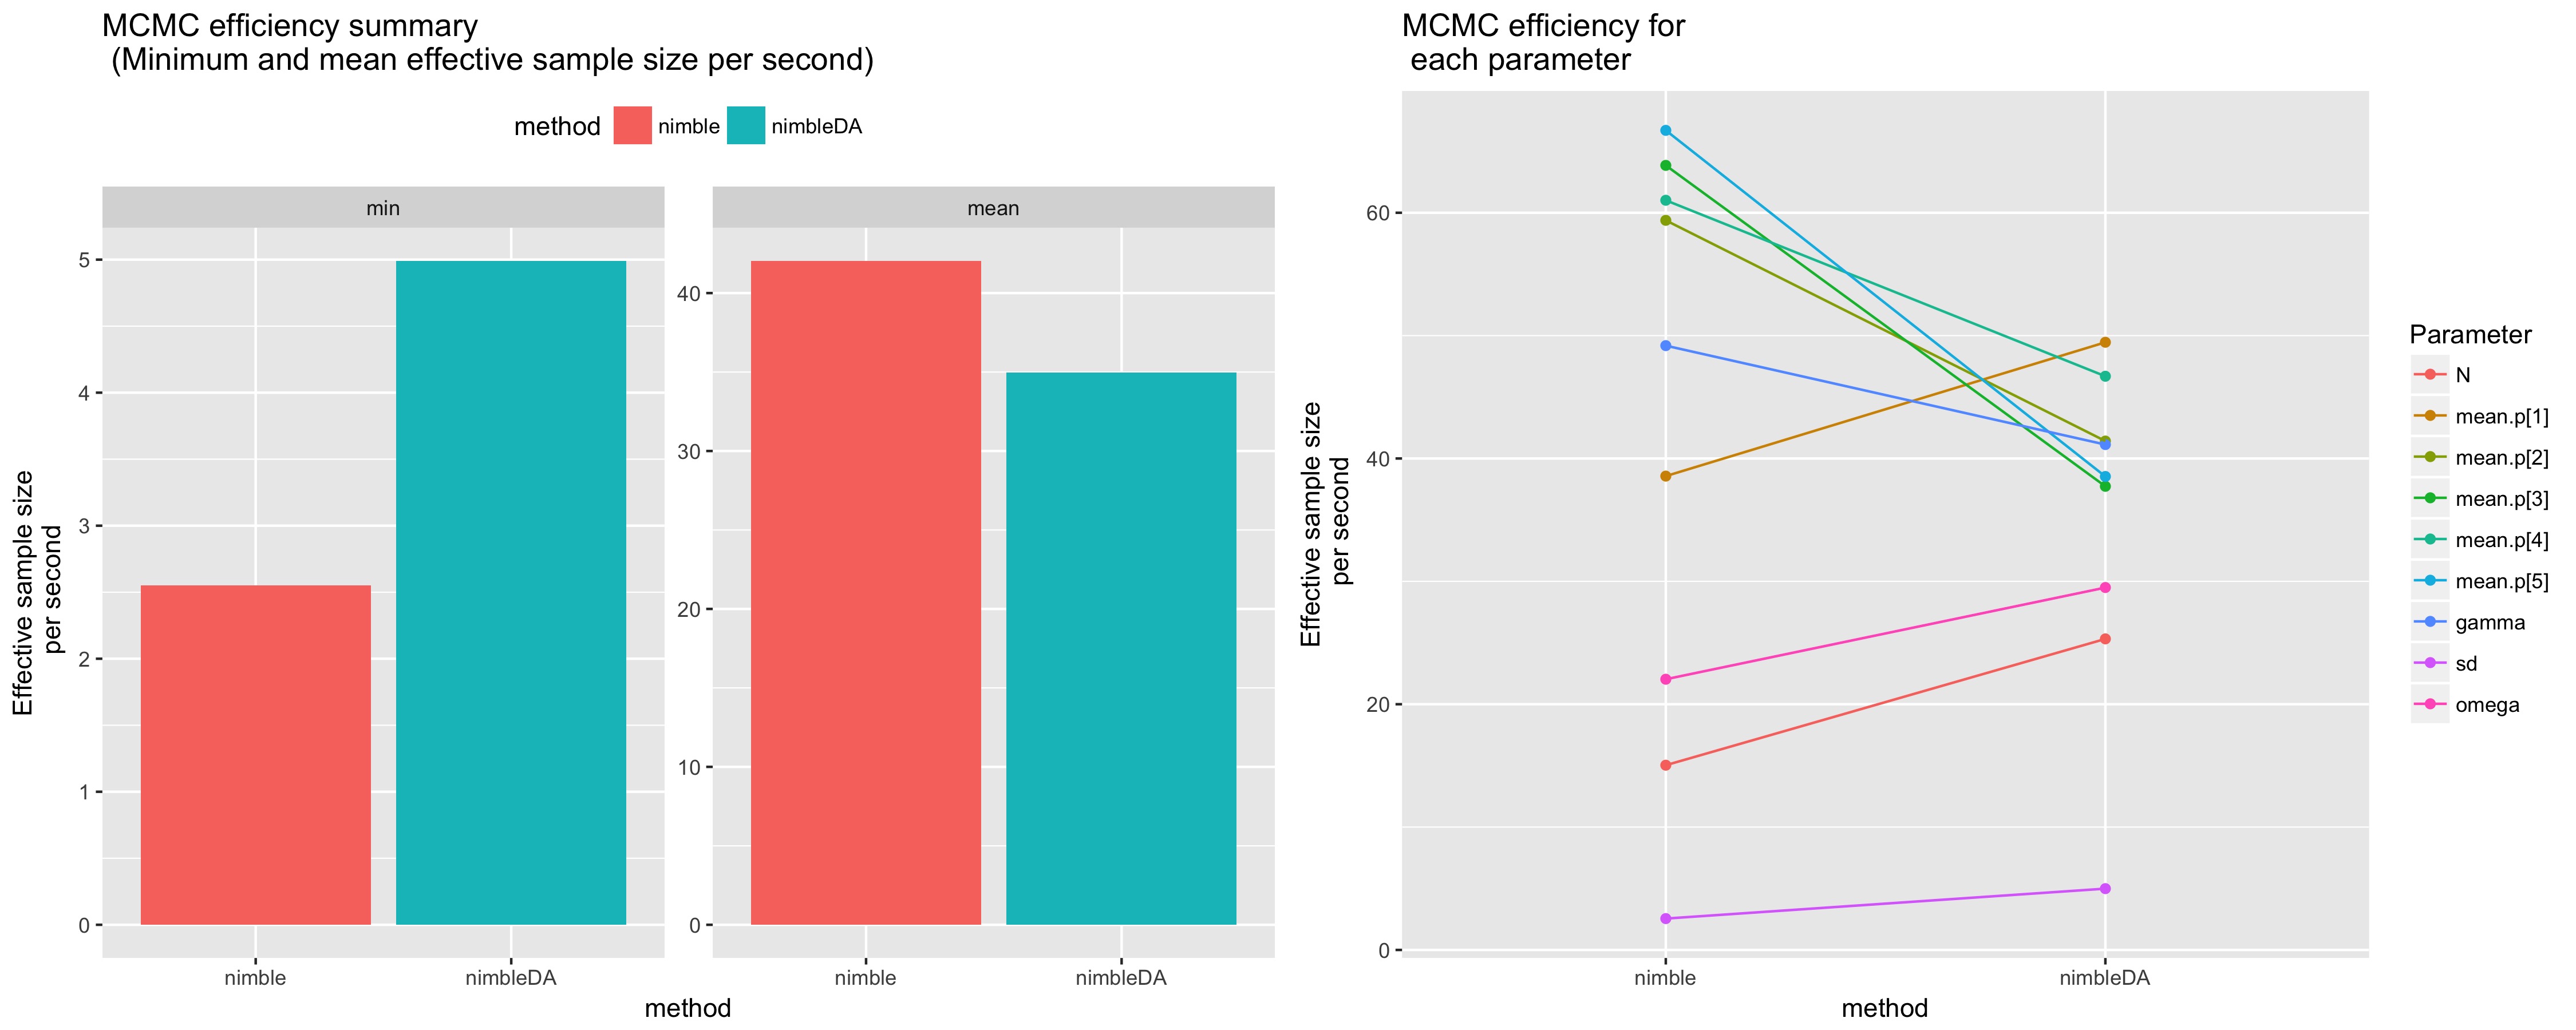 MCMC efficiency summary
(Minimum and mean effective sample size per second)
method nimble nimbleDA
min
mean
Effective sample size
per second
5
4
3
2
1
0
40
30
20
10
0
nimble nimbleDA
nimble nimbleDA
method
MCMC efficiency for
each parameter
Effective sample size
per second
60
40
20
0
nimble nimbleDA
method
Parameter
N
mean.p[1]
mean.p[2]
mean.p[3]
mean.p[4]
mean.p[5]
gamma
sd
omega